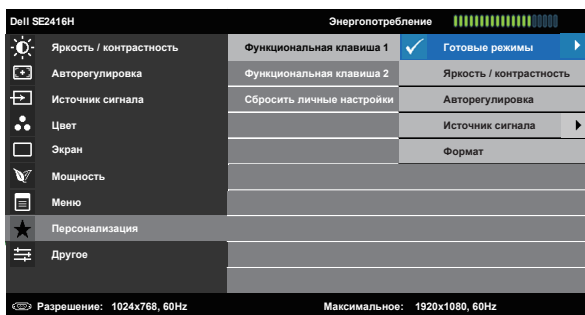 Dell SE2416H Энергопотребление
Яркость / контрастность Функциональная клавиша 1 Готовые режимы
Авторегулировка Функциональная клавиша 2 Яркость / контрастность
Источник сигнала Сбросить личные настройки Авторегулировка
Цвет Источник сигнала
Экран Формат
Мощность
Меню
Персонализация
Другое
Разрешение: 1024x768, 60Hz Максимальное: 1920x1080, 60Hz